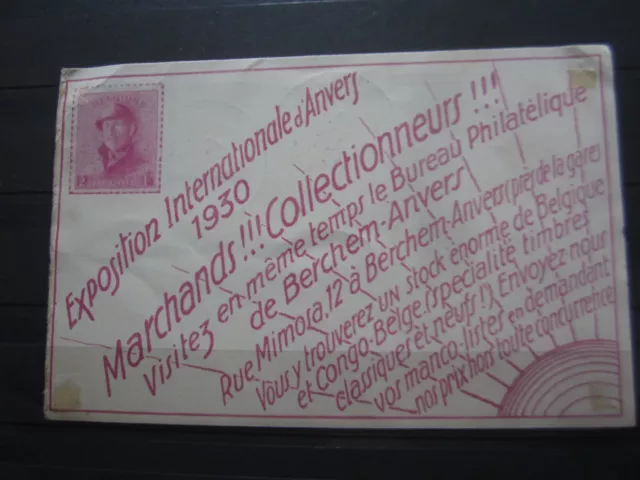 Exposition Internationale d'Anvers
1930
Marchands!!! Collectionneurs!!!
Visitez en même temps le Bureau Philatélique
de Berchem-Anvers
Rue Mimosa, 12 à Berchem-Anvers (près de la gare)
Vous y trouverez un stock énorme de Belgique
et Congo-Belge (spécialité timbres
classiques et neufs!) Envoyez nous
vos manco-listes en demandant
nos prix hors toute concurrence